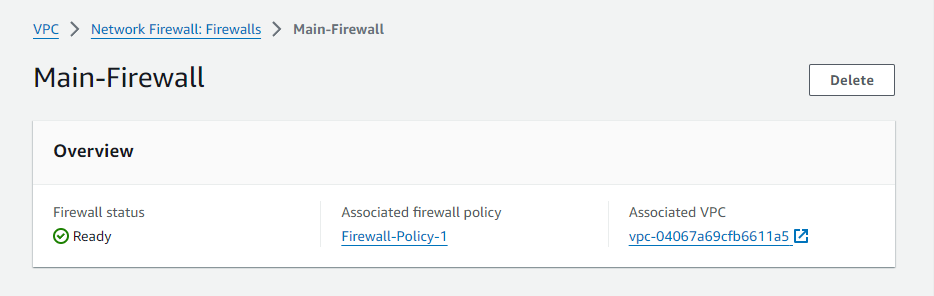 VPC > Network Firewall: Firewalls > Main-Firewall
Main-Firewall
Delete
Overview
Firewall status
Ready
Associated firewall policy
Firewall-Policy-1
Associated VPC
vpc-04067a69cfb6611a5